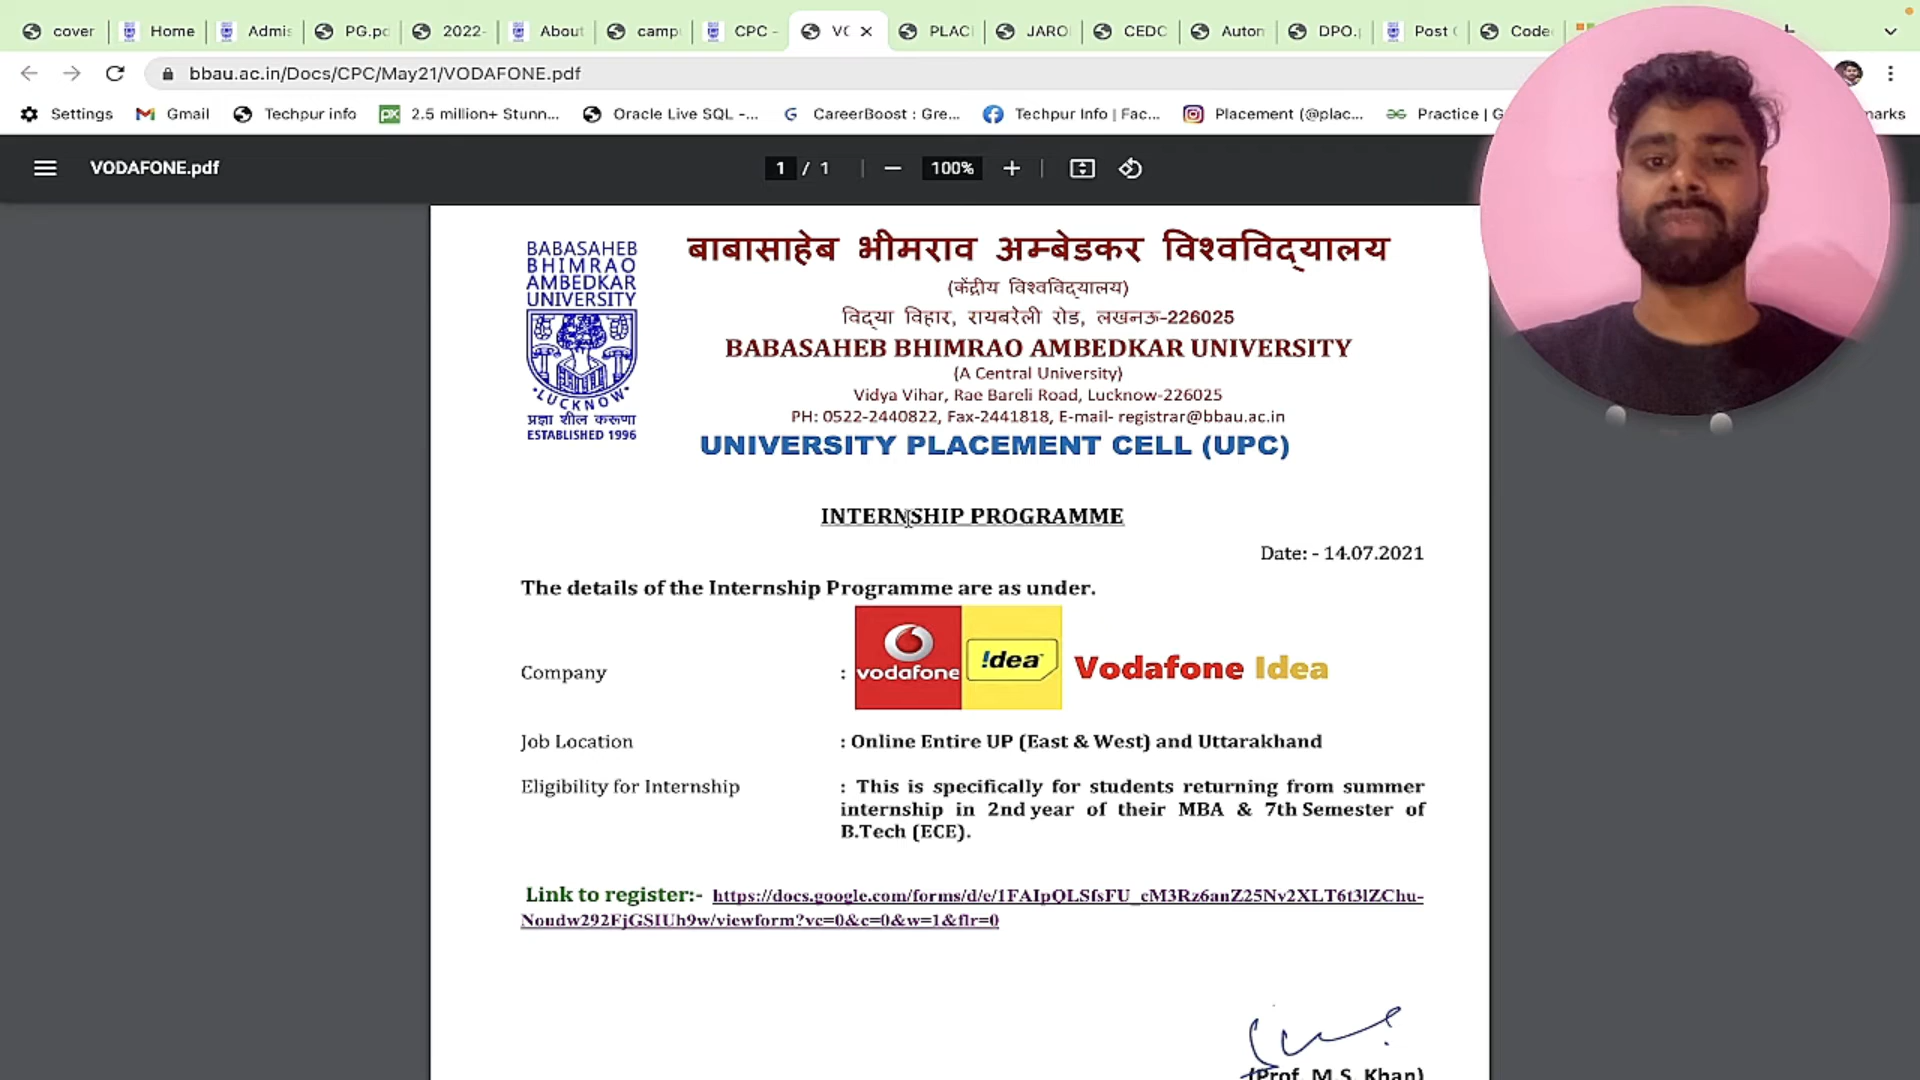 cover
Home
Admis
PG.pd
2022-
About
camp
CPC -
VO
PLAC
JARO
CEDC
Auton
DPO.p
Post
Code
bbau.ac.in/Docs/CPC/May21/VODAFONE.pdf
Settings
Gmail
Techpur info
2.5 million+ Stunn...
Oracle Live SQL -...
CareerBoost : Gre...
Techpur Info | Fac...
Placement (@plac...
Practice | G
marks
VODAFONE.pdf
1 / 1
100%
बाबासाहेब भीमराव अम्बेडकर विश्वविद्यालय
(केंद्रीय विश्वविद्यालय)
विद्या विहार, रायबरेली रोड, लखनऊ-226025
BABASAHEB BHIMRAO AMBEDKAR UNIVERSITY
(A Central University)
Vidya Vihar, Rae Bareli Road, Lucknow-226025
PH: 0522-2440822, Fax-2441818, E-mail- registrar@bbau.ac.in
UNIVERSITY PLACEMENT CELL (UPC)
BABASAHEB
BHIMRAO
AMBEDKAR
UNIVERSITY
LUCKNOW
प्रज्ञा शील करूणा
ESTABLISHED 1996
INTERNSHIP PROGRAMME
Date: - 14.07.2021
The details of the Internship Programme are as under.
Company : vodafone !dea Vodafone Idea
Job Location : Online Entire UP (East & West) and Uttarakhand
Eligibility for Internship : This is specifically for students returning from summer
internship in 2nd year of their MBA & 7th Semester of
B.Tech (ECE).
Link to register:- https://docs.google.com/forms/d/e/1FAIpQLSfsFU_cM3Rz6anZ25Nv2XLT6t3lZChu-
Noudw292FjGSIUh9w/viewform?vc=0&c=0&w=1&flr=0
(Prof. M.S. Khan)